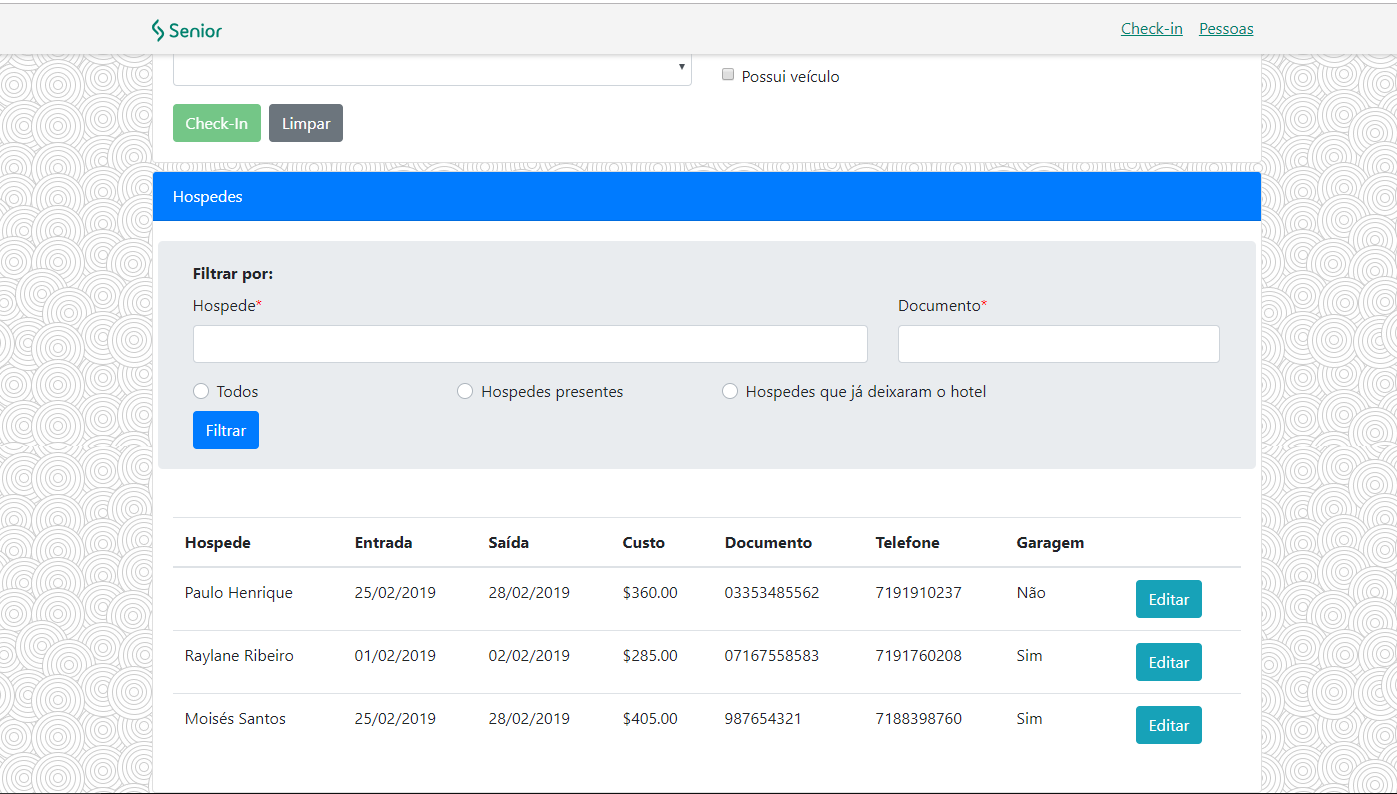 Senior Check-in Pessoas
Possui veículo
Check-In Limpar
Hospedes
Filtrar por:
Hospede* Documento*
Todos Hospedes presentes Hospedes que já deixaram o hotel
Filtrar
Hospede Entrada Saída Custo Documento Telefone Garagem
Paulo Henrique 25/02/2019 28/02/2019 $360.00 03353485562 7191910237 Não Editar
Raylane Ribeiro 01/02/2019 02/02/2019 $285.00 07167558583 7191760208 Sim Editar
Moisés Santos 25/02/2019 28/02/2019 $405.00 987654321 7188398760 Sim Editar